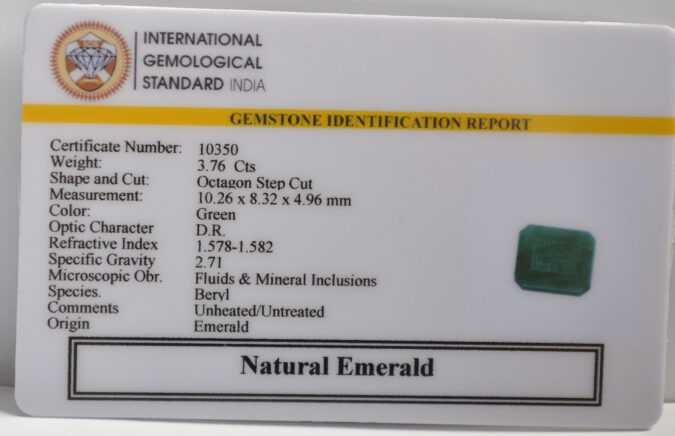 INTERNATIONAL
GEMOLOGICAL
STANDARD INDIA
GEMSTONE IDENTIFICATION REPORT
Certificate Number: 10350
Weight: 3.76 Cts
Shape and Cut: Octagon Step Cut
Measurement: 10.26 x 8.32 x 4.96 mm
Color: Green
Optic Character D.R.
Refractive Index 1.578-1.582
Specific Gravity 2.71
Microscopic Obr. Fluids & Mineral Inclusions
Species. Beryl
Comments Unheated/Untreated
Origin Emerald
Natural Emerald